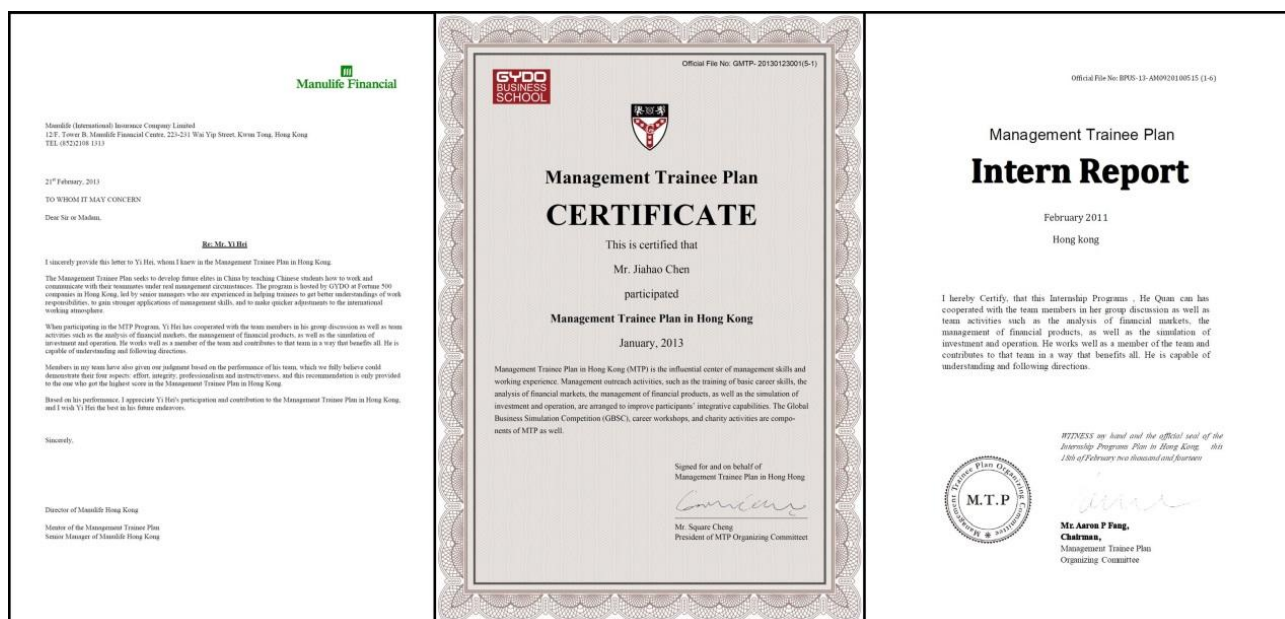 Manulife Financial
Manulife (International) Insurance Company Limited
12/F. Tower B, Manulife Financial Centre, 223-231 Wai Yip Street, Kwun Tong, Hong Kong
TEL (852)2108 1313
21st February, 2013
TO WHOM IT MAY CONCERN
Dear Sir or Madam,
Re: Mr. Yi Hei
I sincerely provide this letter to Yi Hei, whom I knew in the Management Trainee Plan in Hong Kong.
The Management Trainee Plan seeks to develop future elites in China by teaching Chinese students how to work and
communicate with their teammates under real management circumstances. The program is hosted by GYDO at Fortune 500
companies in Hong Kong, led by senior managers who are experienced in helping trainees to get better understandings of work
responsibilities, to gain stronger applications of management skills, and to make quicker adjustments to the international
working atmosphere.
When participating in the MTP Program, Yi Hei has cooperated with the team members in his group discussion as well as team
activities such as the analysis of financial markets, the management of financial products, as well as the simulation of
investment and operation. He works well as a member of the team and contributes to that team in a way that benefits all. He is
capable of understanding and following directions.
Members in my team have also given our judgment based on the performance of his team, which we fully believe could
demonstrate their four aspects: effort, integrity, professionalism and instructiveness, and this recommendation is only provided
to the one who got the highest score in the Management Trainee Plan in Hong Kong.
Based on his performance, I appreciate Yi Hei's participation and contribution to the Management Trainee Plan in Hong Kong,
and I wish Yi Hei the best in his future endeavors.
Sincerely,
Director of Manulife Hong Kong
Mentor of the Management Trainee Plan
Senior Manager of Manulife Hong Kong
Official File No: GMTP- 20130123001(5-1)
GYDO
BUSINESS
SCHOOL
Management Trainee Plan
CERTIFICATE
This is certified that
Mr. Jiahao Chen
participated
Management Trainee Plan in Hong Kong
January, 2013
Management Trainee Plan in Hong Kong (MTP) is the influential center of management skills and
working experience. Management outreach activities, such as the training of basic career skills, the
analysis of financial markets, the management of financial products, as well as the simulation of
investment and operation, are arranged to improve participants' integrative capabilities. The Global
Business Simulation Competition (GBSC), career workshops, and charity activities are compo-
nents of MTP as well.
Signed for and on behalf of
Management Trainee Plan in Hong Hong
Mr. Square Cheng
President of MTP Organizing Committeet
Official File No: BPUS-13-AM0920100515 (1-6)
Management Trainee Plan
Intern Report
February 2011
Hong kong
I hereby Certify, that this Internship Programs , He Quan can has
cooperated with the team members in her group discussion as well as
team activities such as the analysis of financial markets, the
management of financial products, as well as the simulation of
investment and operation. He works well as a member of the team and
contributes to that team in a way that benefits all. He is capable of
understanding and following directions.
WITNESS my hand and the official seal of the
Internship Programs Plan in Hong Kong, this
18th of February two thousand and fourteen
Management Trainee Plan Organizing Committee
M.T.P
Mr. Aaron P Fang,
Chairman,
Management Trainee Plan
Organizing Committee